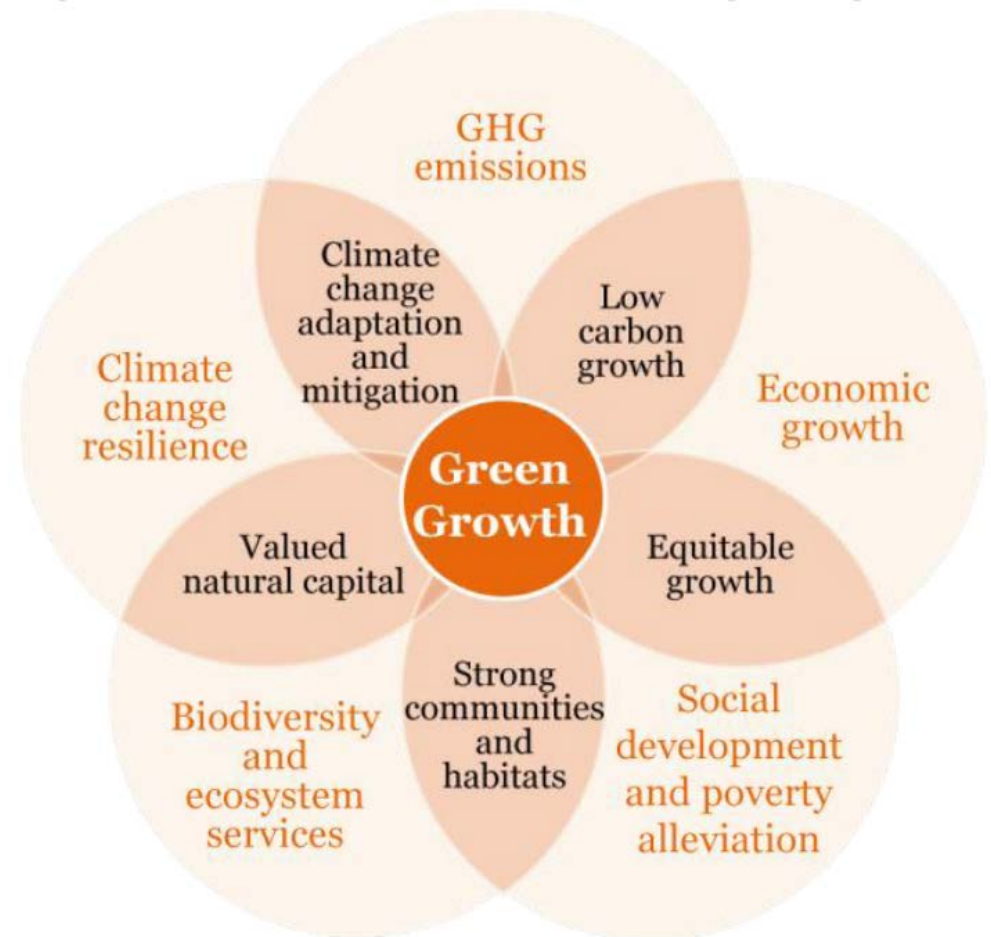 GHG
emissions
Climate
change
adaptation
and
mitigation
Low
carbon
growth
Climate
change
resilience
Economic
growth
Green
Growth
Valued
natural capital
Equitable
growth
Strong
communities
and
habitats
Biodiversity
and
ecosystem
services
Social
development
and poverty
alleviation